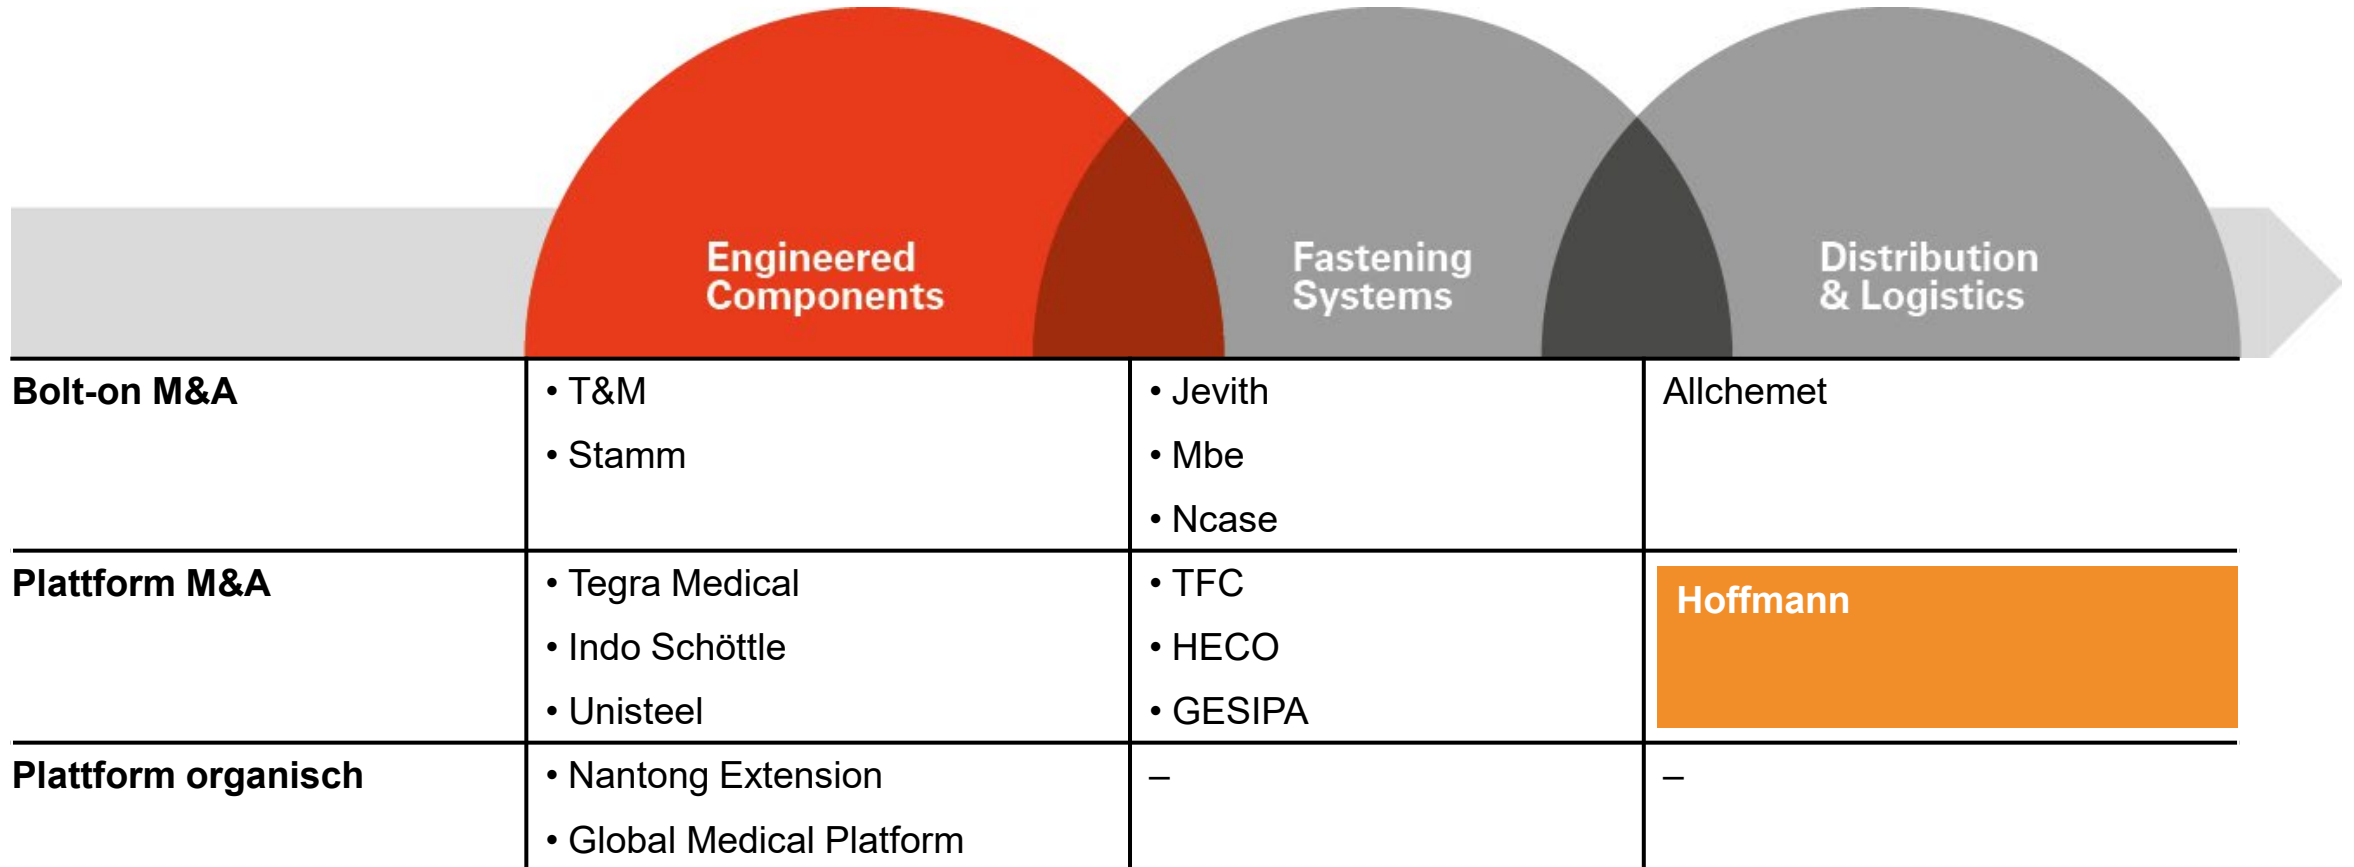 Engineered
Components
Fastening
Systems
Distribution
& Logistics
Bolt-on M&A
• T&M
• Stamm
• Jevith
• Mbe
• Ncase
Allchemet
Plattform M&A
• Tegra Medical
• Indo Schöttle
• Unisteel
• TFC
• HECO
• GESIPA
Hoffmann
Plattform organisch
• Nantong Extension
• Global Medical Platform
–
–